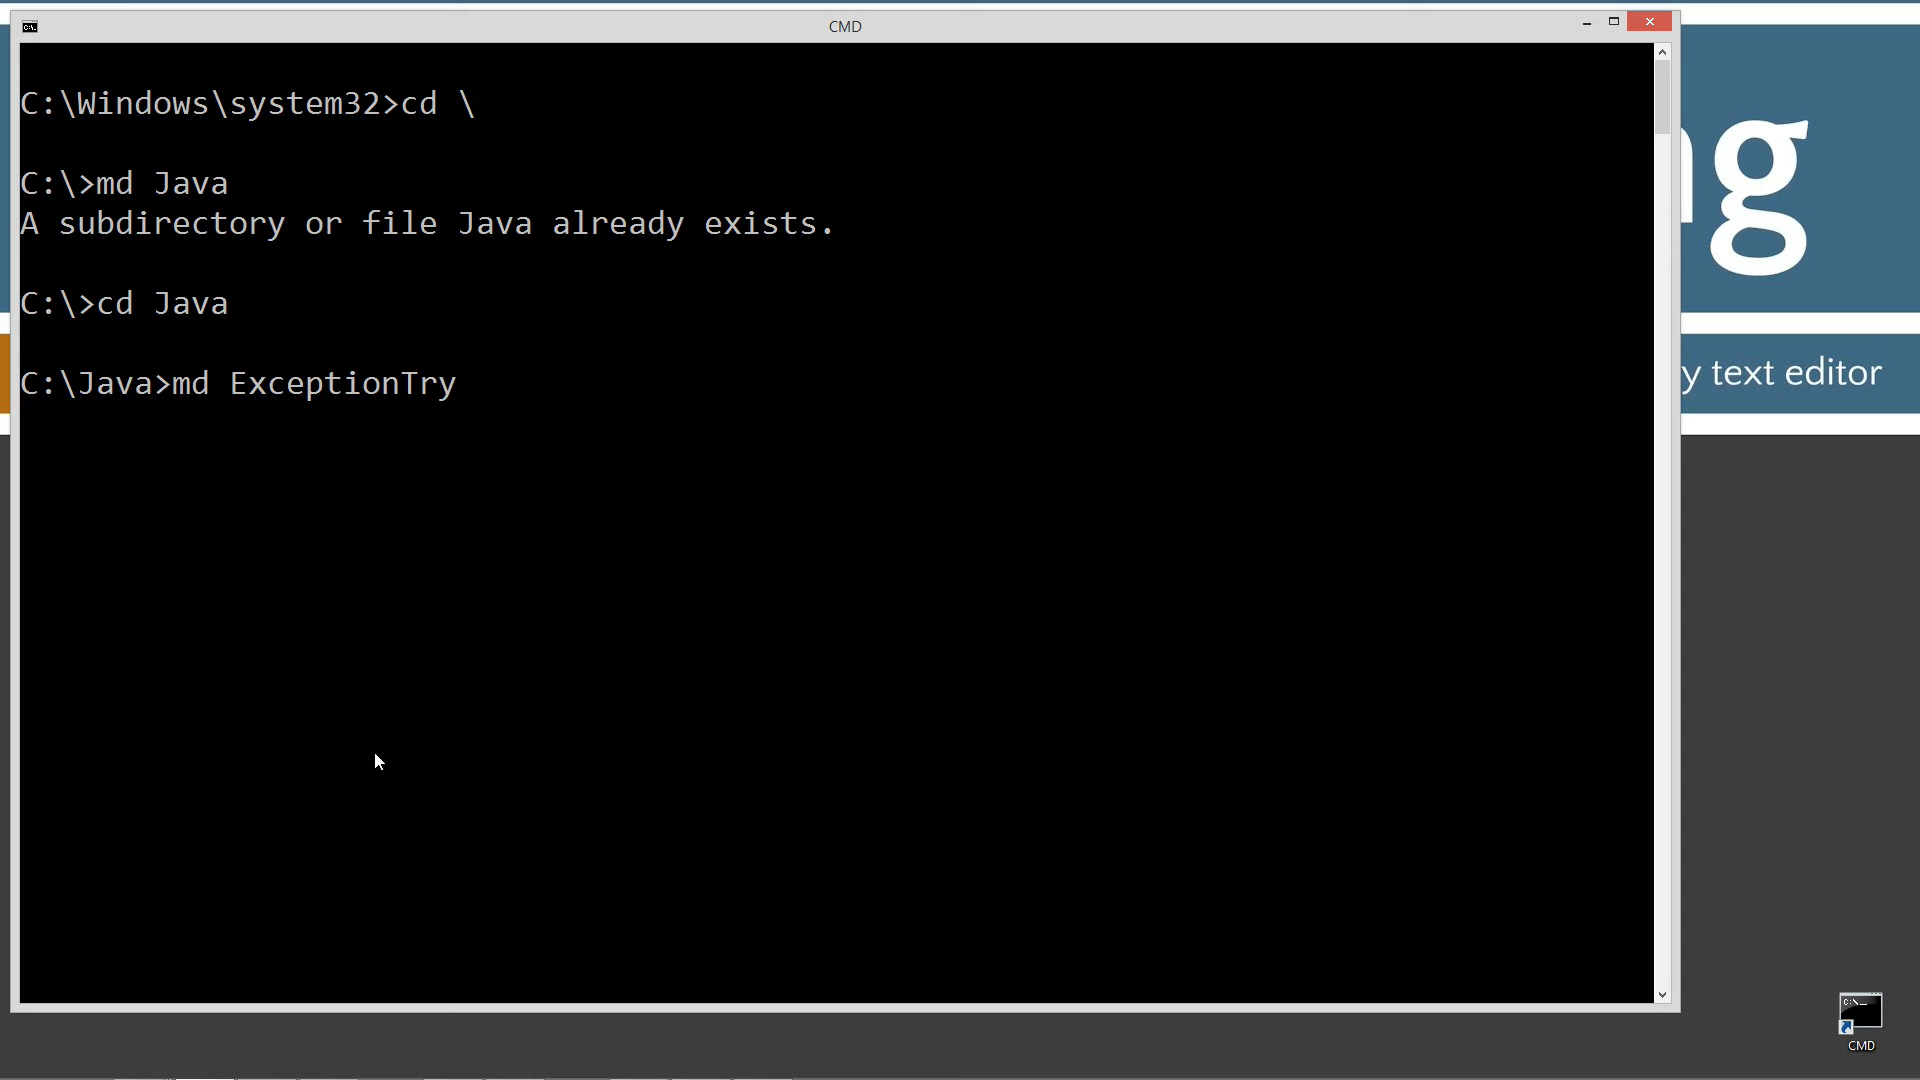 CMD
C:\Windows\system32>cd \
C:\>md Java
A subdirectory or file Java already exists.
C:\>cd Java
C:\Java>md ExceptionTry
g
y text editor
CMD